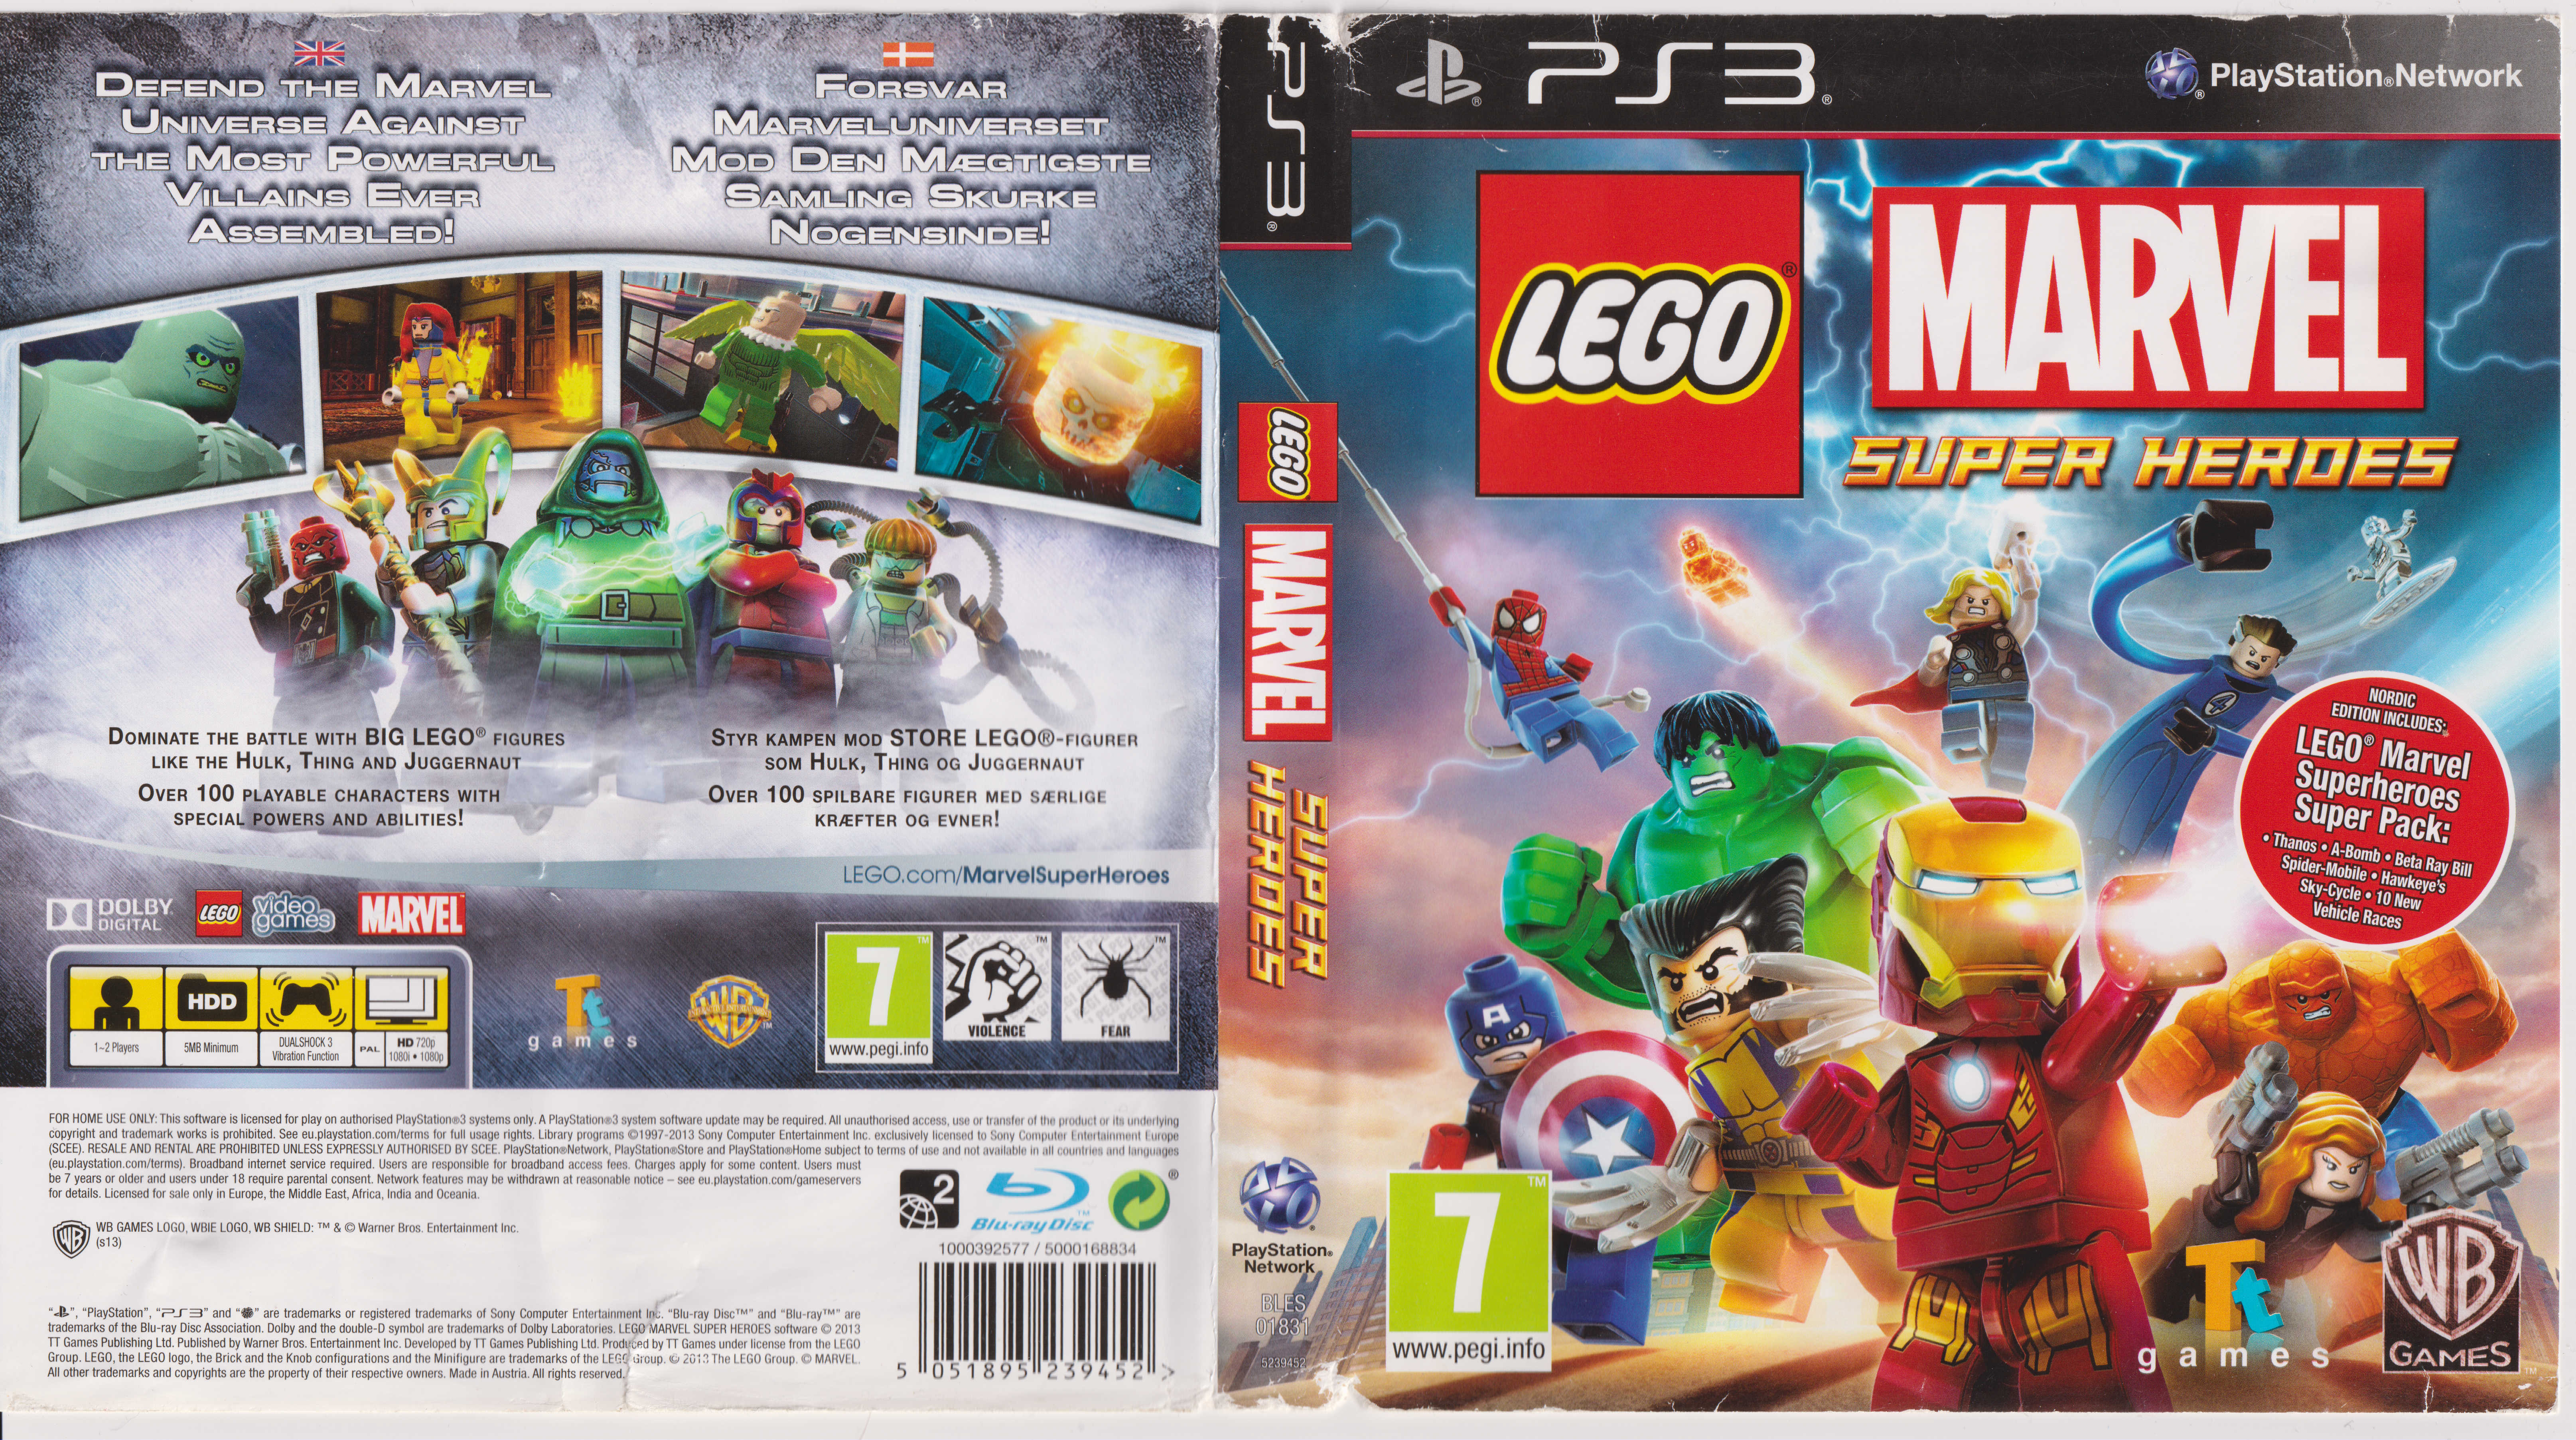 DEFEND THE MARVEL
UNIVERSE AGAINST
THE MOST POWERFUL
VILLAINS EVER
ASSEMBLED!
FORSVAR
MARVELUNIVERSET
MOD DEN MÆGTIGSTE
SAMLING SKURKE
NOGENSINDE!
DOMINATE THE BATTLE WITH BIG LEGO® FIGURES
LIKE THE HULK, THING AND JUGGERNAUT
OVER 100 PLAYABLE CHARACTERS WITH
SPECIAL POWERS AND ABILITIES!
STYR KAMPEN MOD STORE LEGO®-FIGURER
SOM HULK, THING OG JUGGERNAUT
OVER 100 SPILBARE FIGURER MED SÆRLIGE
KRÆFTER OG EVNER!
LEGO.com/MarvelSuperHeroes
DOLBY
DIGITAL
LEGO
video
games
MARVEL
HDD
1~2 Players
5MB Minimum
DUALSHOCK 3
Vibration Function
PAL
HD 720p
1080i • 1080p
Tt
games
WB
TM
7
TM
www.pegi.info
VIOLENCE
TM
FEAR
TM
FOR HOME USE ONLY: This software is licensed for play on authorised PlayStation®3 systems only. A PlayStation®3 system software update may be required. All unauthorised access, use or transfer of the product or its underlying
copyright and trademark works is prohibited. See eu.playstation.com/terms for full usage rights. Library programs ©1997-2013 Sony Computer Entertainment Inc. exclusively licensed to Sony Computer Entertainment Europe
(SCEE). RESALE AND RENTAL ARE PROHIBITED UNLESS EXPRESSLY AUTHORISED BY SCEE. PlayStation®Network, PlayStation®Store and PlayStation®Home subject to terms of use and not available in all countries and languages
(eu.playstation.com/terms). Broadband internet service required. Users are responsible for broadband access fees. Charges apply for some content. Users must
be 7 years or older and users under 18 require parental consent. Network features may be withdrawn at reasonable notice – see eu.playstation.com/gameservers
for details. Licensed for sale only in Europe, the Middle East, Africa, India and Oceania.
WB GAMES LOGO, WBIE LOGO, WB SHIELD: ™ & © Warner Bros. Entertainment Inc.
(s13)
2
Blu-ray Disc
TM
®
1000392577 / 5000168834
5 051895 239452 >
"PS", "PlayStation", "PS3" and "" are trademarks or registered trademarks of Sony Computer Entertainment Inc. "Blu-ray Disc™" and "Blu-ray™" are
trademarks of the Blu-ray Disc Association. Dolby and the double-D symbol are trademarks of Dolby Laboratories. LEGO MARVEL SUPER HEROES software © 2013
TT Games Publishing Ltd. Published by Warner Bros. Entertainment Inc. Developed by TT Games Publishing Ltd. Produced by TT Games under license from the LEGO
Group. LEGO, the LEGO logo, the Brick and the Knob configurations and the Minifigure are trademarks of the LEGO Group. © 2013 The LEGO Group. © MARVEL.
All other trademarks and copyrights are the property of their respective owners. Made in Austria. All rights reserved.
PS3®
LEGO
MARVEL
SUPER
HEROES
PlayStation®
Network
BLES
01831
5239452
PS3®
PlayStation®Network
LEGO®
MARVEL
SUPER HEROES
NORDIC
EDITION INCLUDES:
LEGO® Marvel
Superheroes
Super Pack:
• Thanos • A-Bomb • Beta Ray Bill
Spider-Mobile • Hawkeye's
Sky-Cycle • 10 New
Vehicle Races
A
4
7
TM
www.pegi.info
Tt
games
WB
GAMES
TM